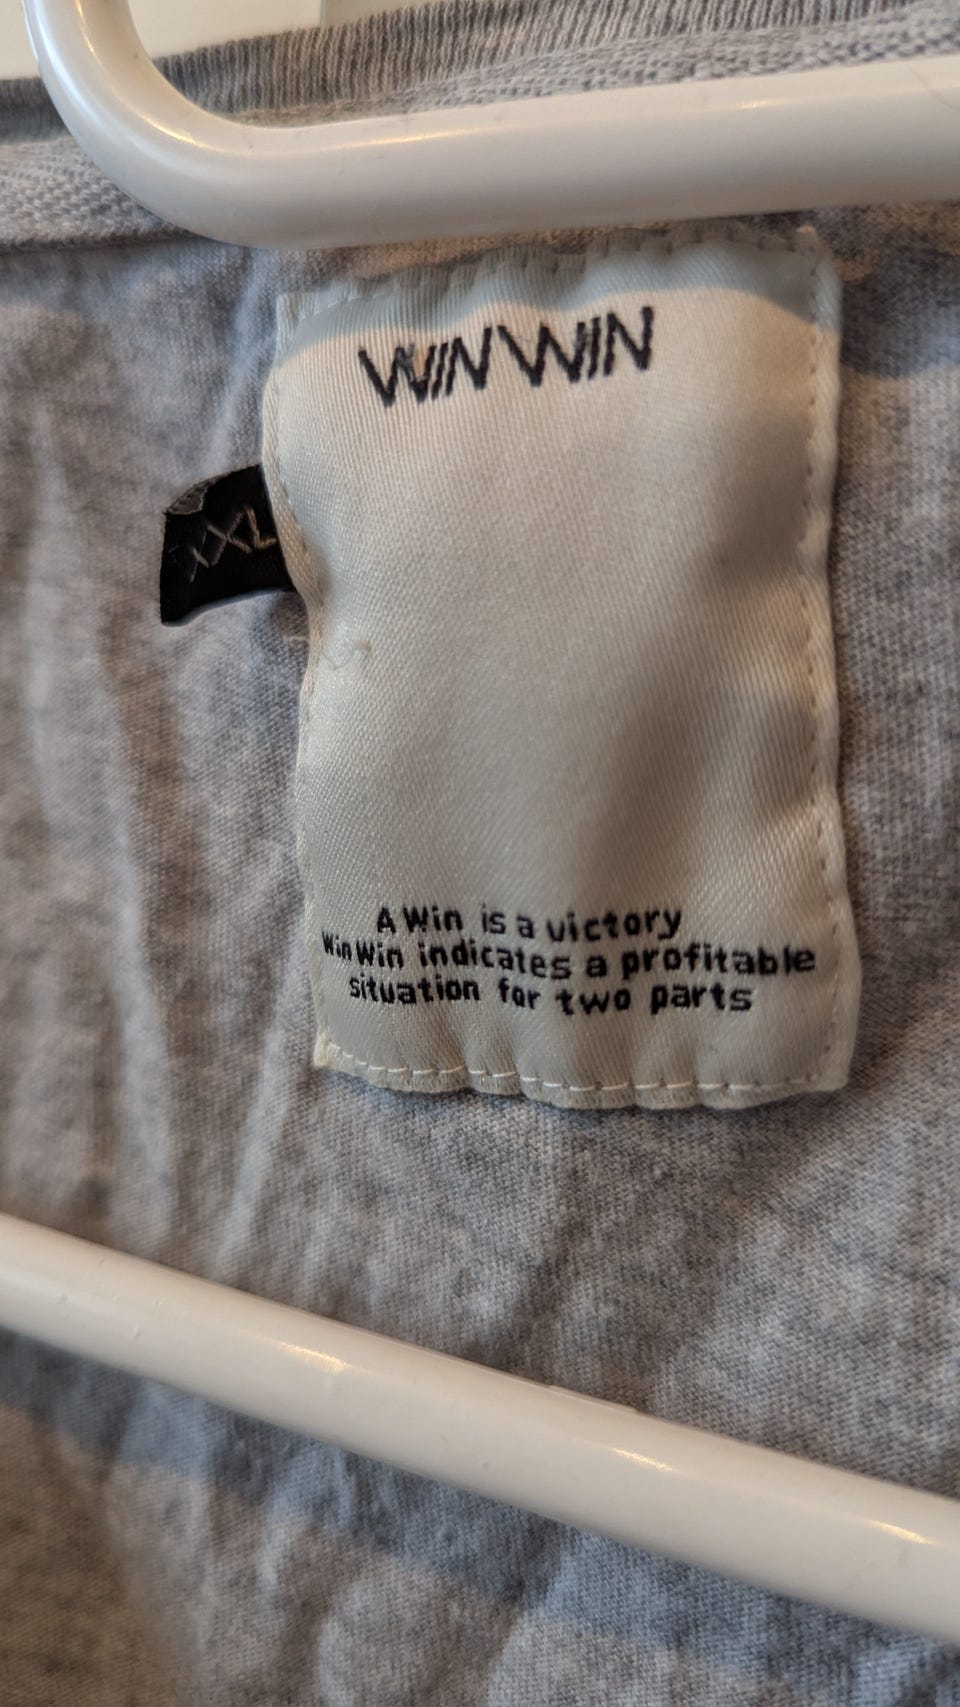 WINWIN
XXL
A Win is a victory
WinWin indicates a profitable
situation for two parts